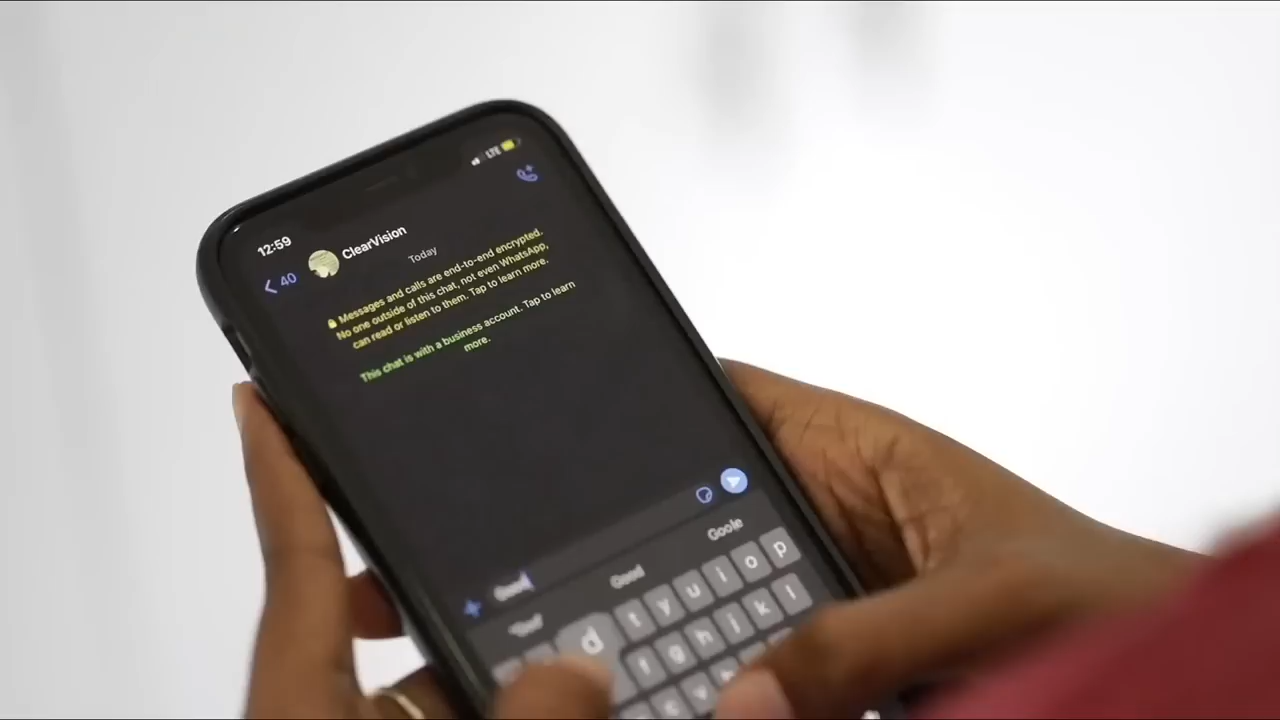 12:59
LTE
40
ClearVision
Today
Messages and calls are end-to-end encrypted.
No one outside of this chat, not even WhatsApp,
can read or listen to them. Tap to learn more.
This chat is with a business account. Tap to learn
more.
Good
Good
d t y u i o p
f g h j k l